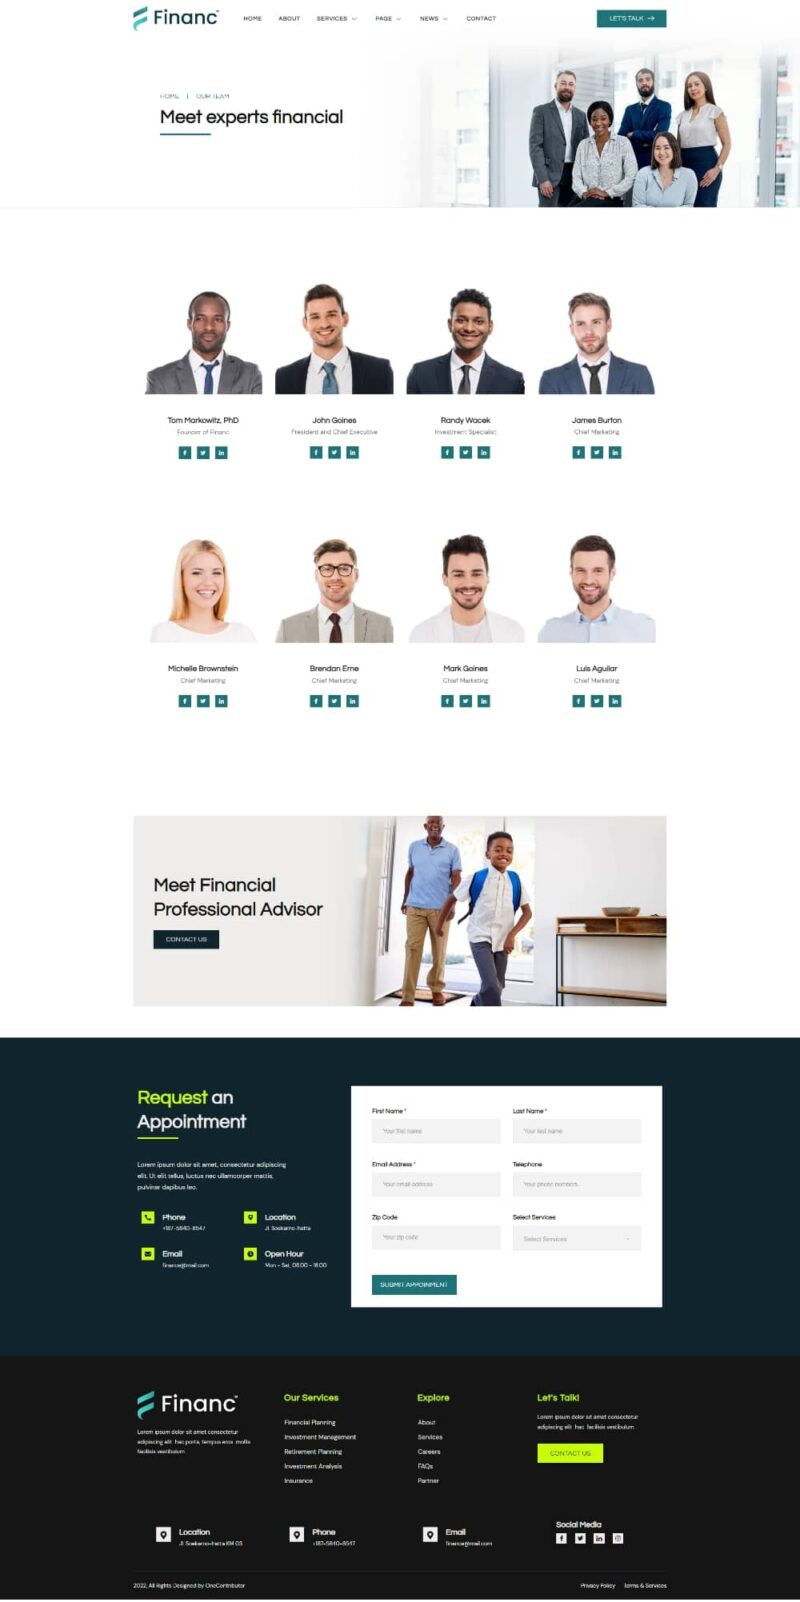 Financ™
HOME ABOUT SERVICES PAGE NEWS CONTACT
LET'S TALK →
HOME | OUR TEAM
Meet experts financial
Tom Markowitz, PhD
Founder of Financ
John Goines
President and Chief Executive
Randy Wacek
Investment Specialist
James Burton
Chief Marketing
Michelle Brownstein
Chief Marketing
Brendan Erne
Chief Marketing
Mark Goines
Chief Marketing
Luis Aguilar
Chief Marketing
Meet Financial
Professional Advisor
CONTACT US
Request an
Appointment
Lorem ipsum dolor sit amet, consectetur adipiscing
elit. Ut elit tellus, luctus nec ullamcorper mattis,
pulvinar dapibus leo.
Phone
+187-5840-8547
Location
Jl. Soekarno-hatta
Email
finance@mail.com
Open Hour
Mon - Sat, 08.00 - 16.00
First Name *
Your first name
Last Name *
Your last name
Email Address *
Your email address
Telephone
Your phone numbers
Zip Code
Your zip code
Select Services
Select Services
SUBMIT APPOINMENT
Financ™
Lorem ipsum dolor sit amet consectetur
adipiscing elit hac porta, tempus eros mollis
facilisis vestibulum
Our Services
Financial Planning
Investment Management
Retirement Planning
Investment Analysis
Insurance
Explore
About
Services
Careers
FAQs
Partner
Let's Talk!
Lorem ipsum dolor sit amet consectetur
adipiscing elit hac facilisis vestibulum
CONTACT US
Location
Jl. Soekarno-hatta KM 05
Phone
+187-5840-8547
Email
finance@mail.com
Social Media
2022, All Rights Designed by OneContributor
Privacy Policy Terms & Services